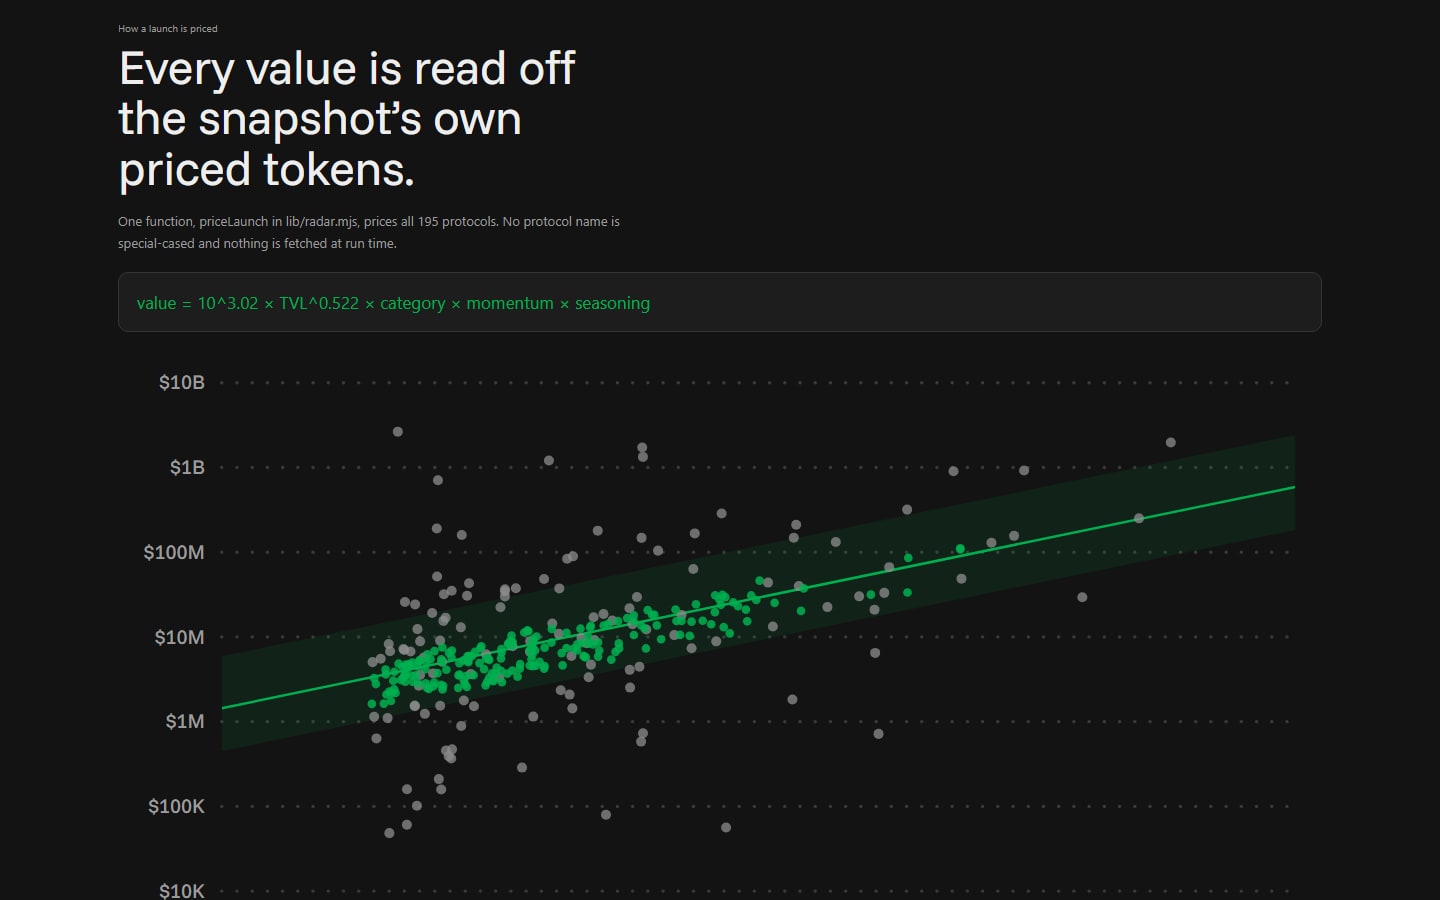 How a launch is priced
Every value is read off
the snapshot’s own
priced tokens.
One function, priceLaunch in lib/radar.mjs, prices all 195 protocols. No protocol name is
special-cased and nothing is fetched at run time.
value = 10^3.02 × TVL^0.522 × category × momentum × seasoning
$10B
$1B
$100M
$10M
$1M
$100K
$10K